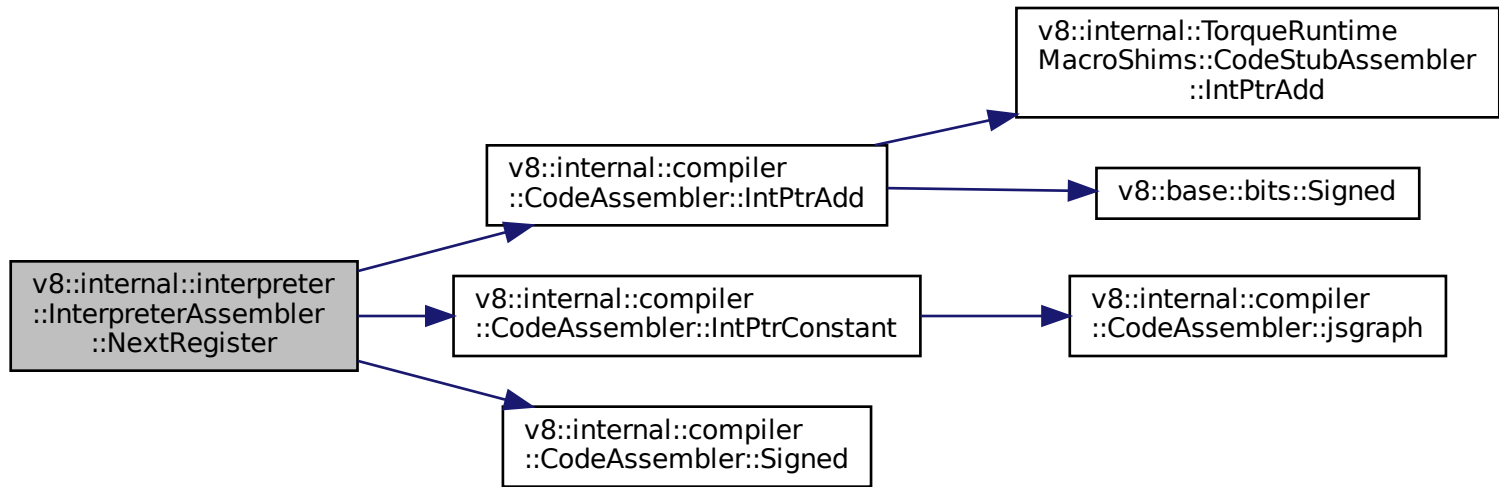 v8::internal::TorqueRuntime
MacroShims::CodeStubAssembler
::IntPtrAdd
v8::internal::compiler
::CodeAssembler::IntPtrAdd
v8::base::bits::Signed
v8::internal::interpreter
::InterpreterAssembler
::NextRegister
v8::internal::compiler
::CodeAssembler::IntPtrConstant
v8::internal::compiler
::CodeAssembler::jsgraph
v8::internal::compiler
::CodeAssembler::Signed